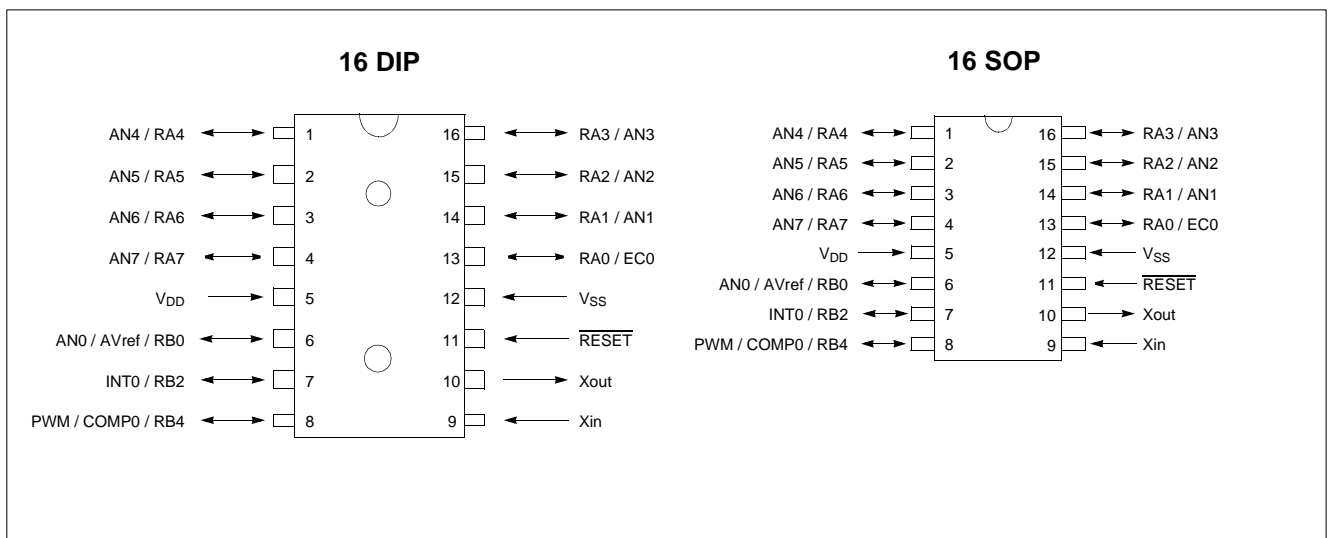 16 DIP
AN4 / RA4 1 16 RA3 / AN3
AN5 / RA5 2 15 RA2 / AN2
AN6 / RA6 3 14 RA1 / AN1
AN7 / RA7 4 13 RA0 / EC0
VDD 5 12 VSS
AN0 / AVref / RB0 6 11 RESET
INT0 / RB2 7 10 Xout
PWM / COMP0 / RB4 8 9 Xin
16 SOP
AN4 / RA4 1 16 RA3 / AN3
AN5 / RA5 2 15 RA2 / AN2
AN6 / RA6 3 14 RA1 / AN1
AN7 / RA7 4 13 RA0 / EC0
VDD 5 12 VSS
AN0 / AVref / RB0 6 11 RESET
INT0 / RB2 7 10 Xout
PWM / COMP0 / RB4 8 9 Xin